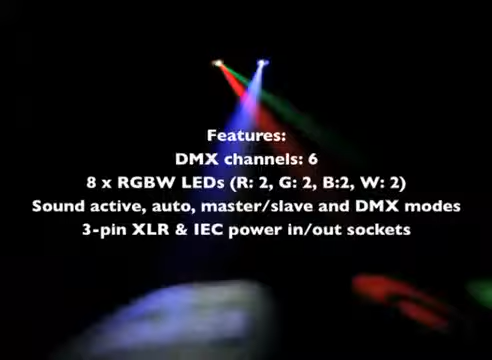 Features:
DMX channels: 6
8 x RGBW LEDs (R: 2, G: 2, B:2, W: 2)
Sound active, auto, master/slave and DMX modes
3-pin XLR & IEC power in/out sockets